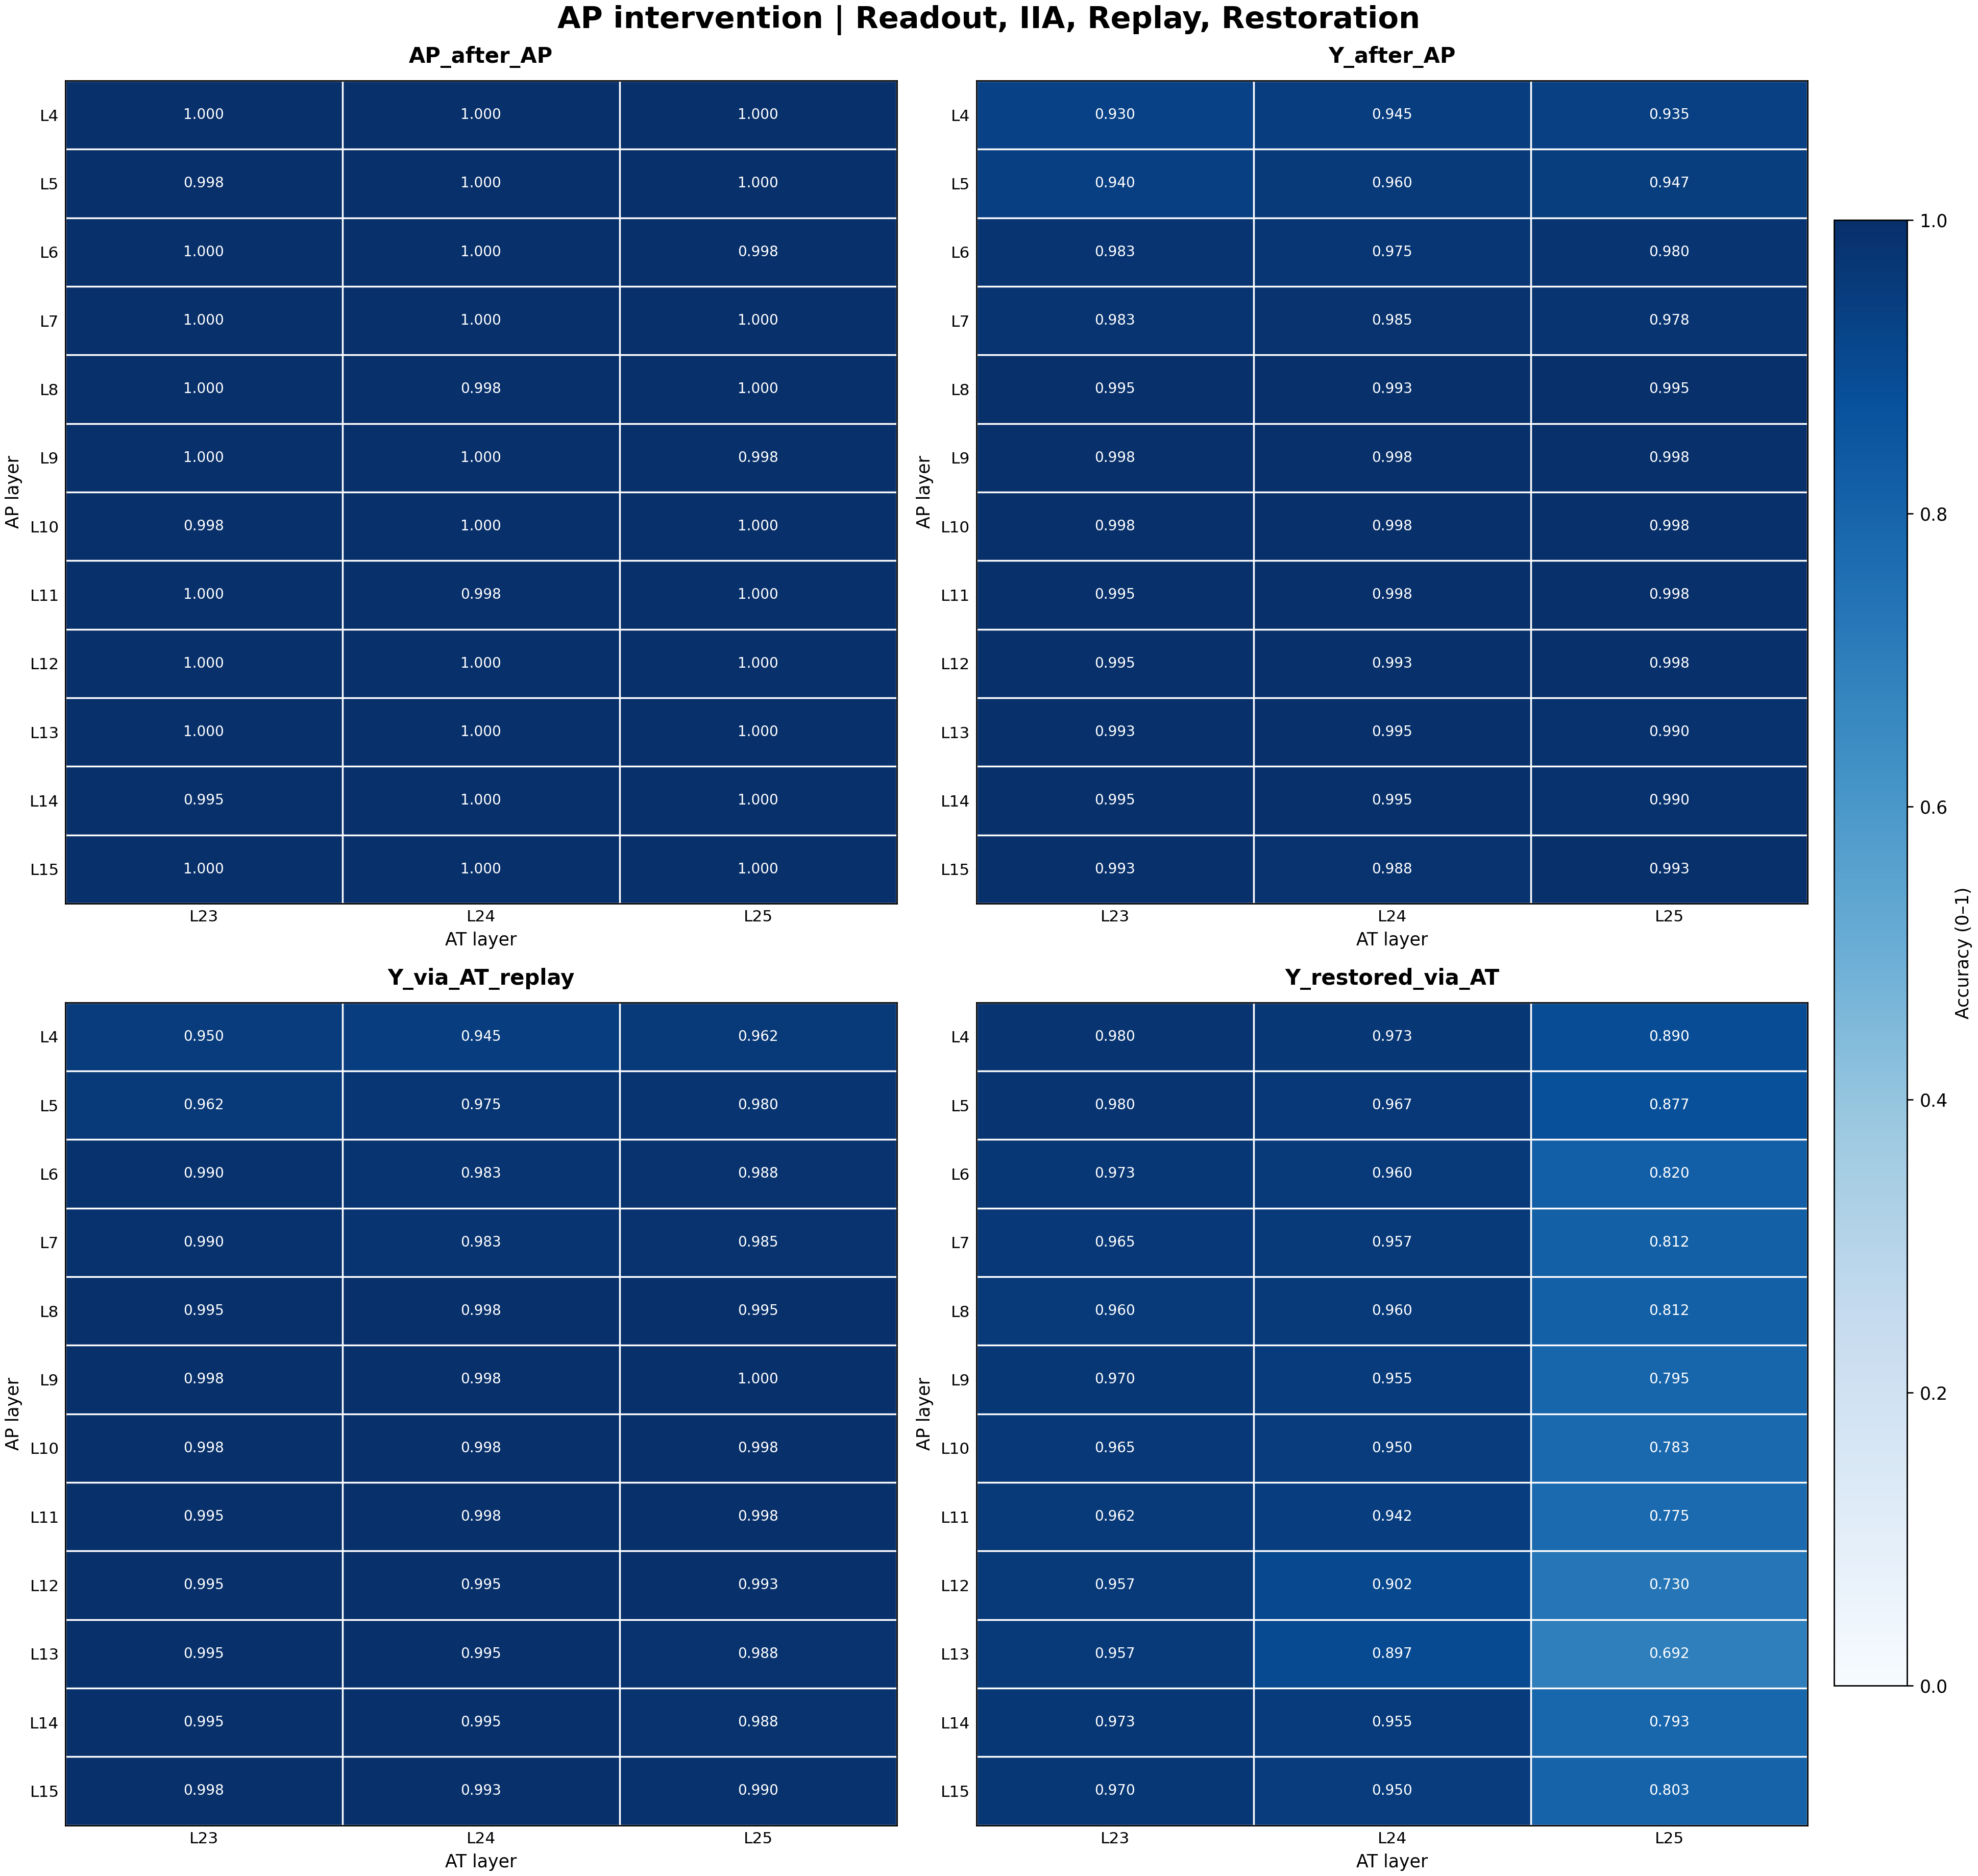 AP intervention | Readout, IIA, Replay, Restoration
AP_after_AP
AP layer
L4 1.000 1.000 1.000
L5 0.998 1.000 1.000
L6 1.000 1.000 0.998
L7 1.000 1.000 1.000
L8 1.000 0.998 1.000
L9 1.000 1.000 0.998
L10 0.998 1.000 1.000
L11 1.000 0.998 1.000
L12 1.000 1.000 1.000
L13 1.000 1.000 1.000
L14 0.995 1.000 1.000
L15 1.000 1.000 1.000
L23 L24 L25
AT layer
Y_after_AP
AP layer
L4 0.930 0.945 0.935
L5 0.940 0.960 0.947
L6 0.983 0.975 0.980
L7 0.983 0.985 0.978
L8 0.995 0.993 0.995
L9 0.998 0.998 0.998
L10 0.998 0.998 0.998
L11 0.995 0.998 0.998
L12 0.995 0.993 0.998
L13 0.993 0.995 0.990
L14 0.995 0.995 0.990
L15 0.993 0.988 0.993
L23 L24 L25
AT layer
Y_via_AT_replay
AP layer
L4 0.950 0.945 0.962
L5 0.962 0.975 0.980
L6 0.990 0.983 0.988
L7 0.990 0.983 0.985
L8 0.995 0.998 0.995
L9 0.998 0.998 1.000
L10 0.998 0.998 0.998
L11 0.995 0.998 0.998
L12 0.995 0.995 0.993
L13 0.995 0.995 0.988
L14 0.995 0.995 0.988
L15 0.998 0.993 0.990
L23 L24 L25
AT layer
Y_restored_via_AT
AP layer
L4 0.980 0.973 0.890
L5 0.980 0.967 0.877
L6 0.973 0.960 0.820
L7 0.965 0.957 0.812
L8 0.960 0.960 0.812
L9 0.970 0.955 0.795
L10 0.965 0.950 0.783
L11 0.962 0.942 0.775
L12 0.957 0.902 0.730
L13 0.957 0.897 0.692
L14 0.973 0.955 0.793
L15 0.970 0.950 0.803
L23 L24 L25
AT layer
1.0
0.8
0.6
0.4
0.2
0.0
Accuracy (0–1)